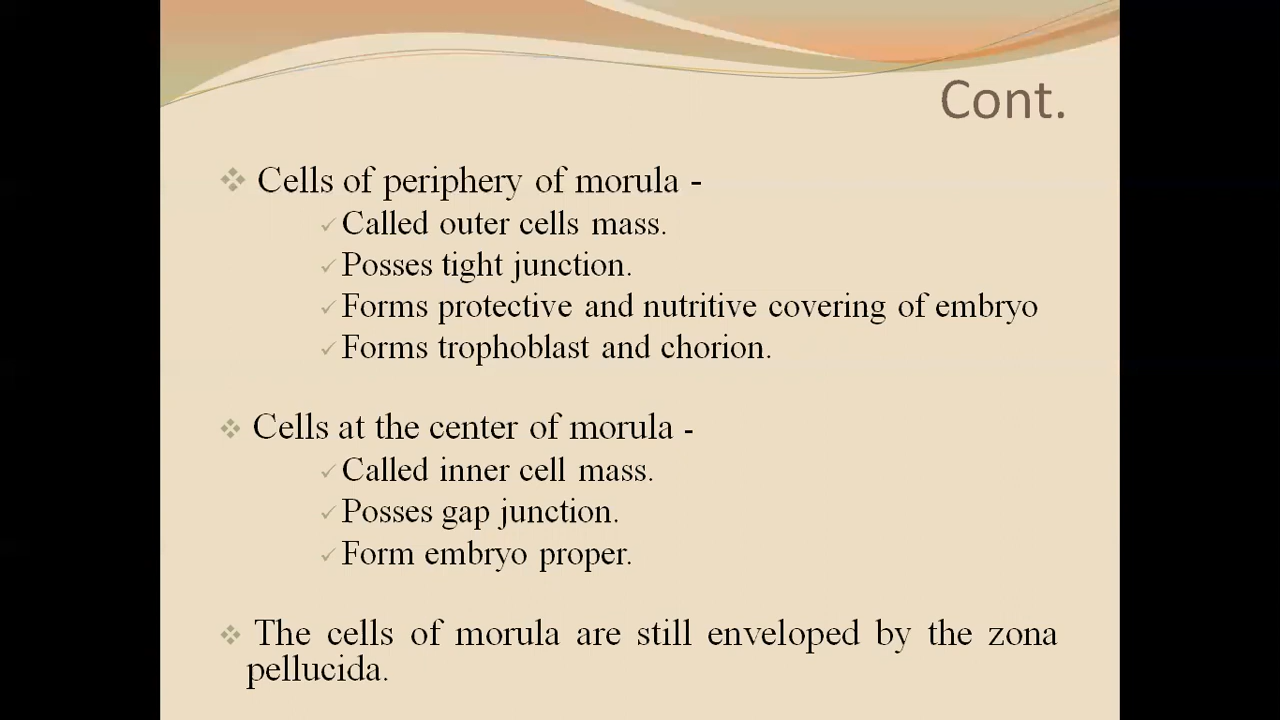 Cont.
Cells of periphery of morula -
Called outer cells mass.
Posses tight junction.
Forms protective and nutritive covering of embryo
Forms trophoblast and chorion.
Cells at the center of morula -
Called inner cell mass.
Posses gap junction.
Form embryo proper.
The cells of morula are still enveloped by the zona
pellucida.